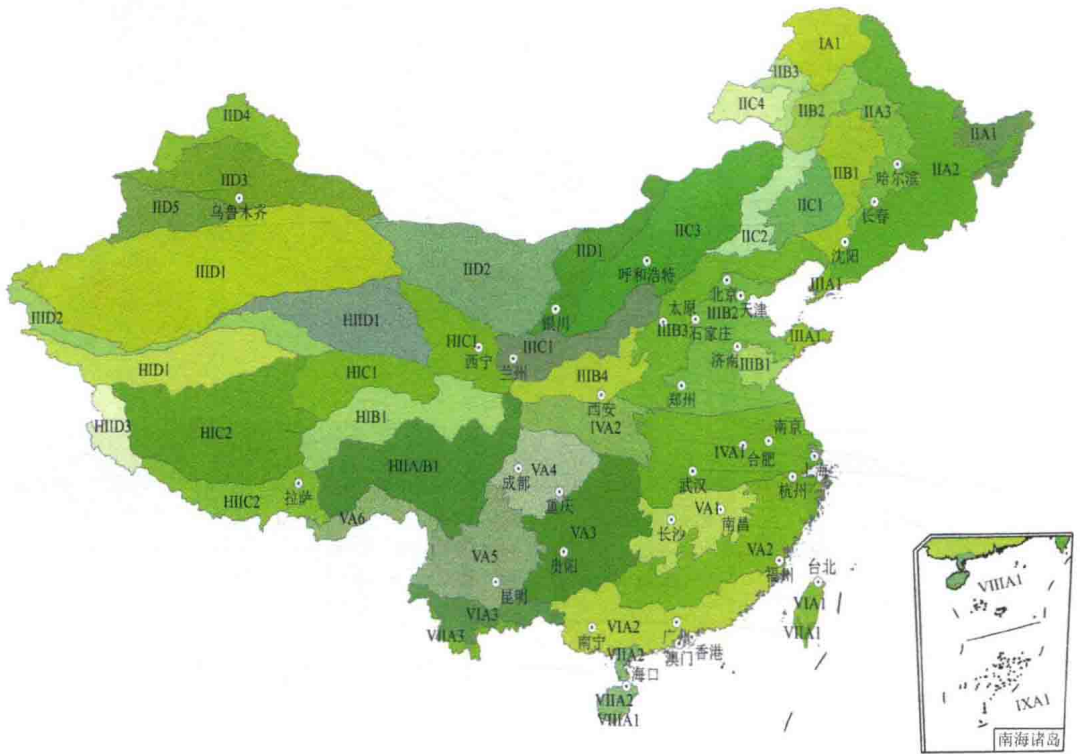 IA1
IIB3
IIC4
IIB2
IIA3
IIA1
IID4
IIA2
IIB1
哈尔滨
IID3
IID5
乌鲁木齐
IIC1
长春
IIC3
IIC2
沈阳
IID1
IID2
IIID1
呼和浩特
北京
IIIA1
天津
太原
IIIB2
IIID2
HIID1
银川
IIIB3
石家庄
IIIA1
HIC1
西宁
IIIC1
济南
IIIB1
兰州
HID1
HIC1
IIIB4
郑州
西安
HIB1
IVA2
HIID3
HIC2
南京
IVA1
合肥
上海
HIIA/B1
VA4
成都
武汉
杭州
拉萨
HIIC2
重庆
VA1
南昌
长沙
VA6
VA3
VA5
贵阳
VA2
福州
台北
昆明
VIA1
VIA3
VIA2
广州
VIIA3
南宁
VIIA1
香港
澳门
VIIA2
海口
VIIA2
VIIIA1
VIIIA1
IXA1
南海诸岛